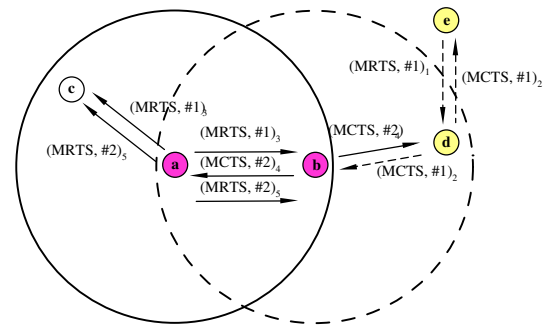 e
(MRTS, #1)₁
(MCTS, #1)₂
c
(MRTS, #1)₃
(MRTS, #1)₃
(MCTS, #2)₄
d
(MRTS, #2)₅
(MCTS, #2)₄
a
b
(MCTS, #1)₂
(MRTS, #2)₅